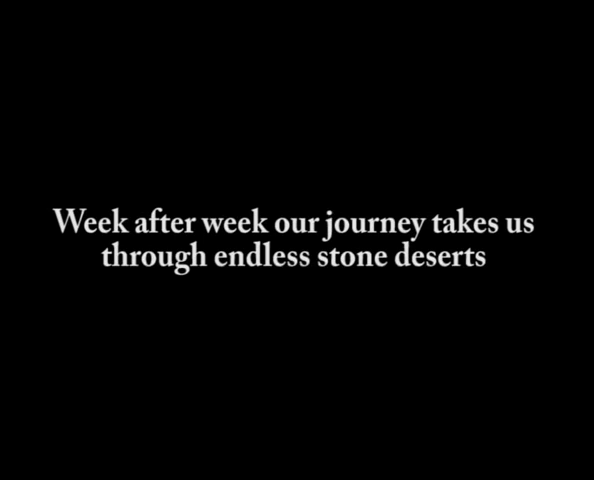 Week after week our journey takes us
through endless stone deserts